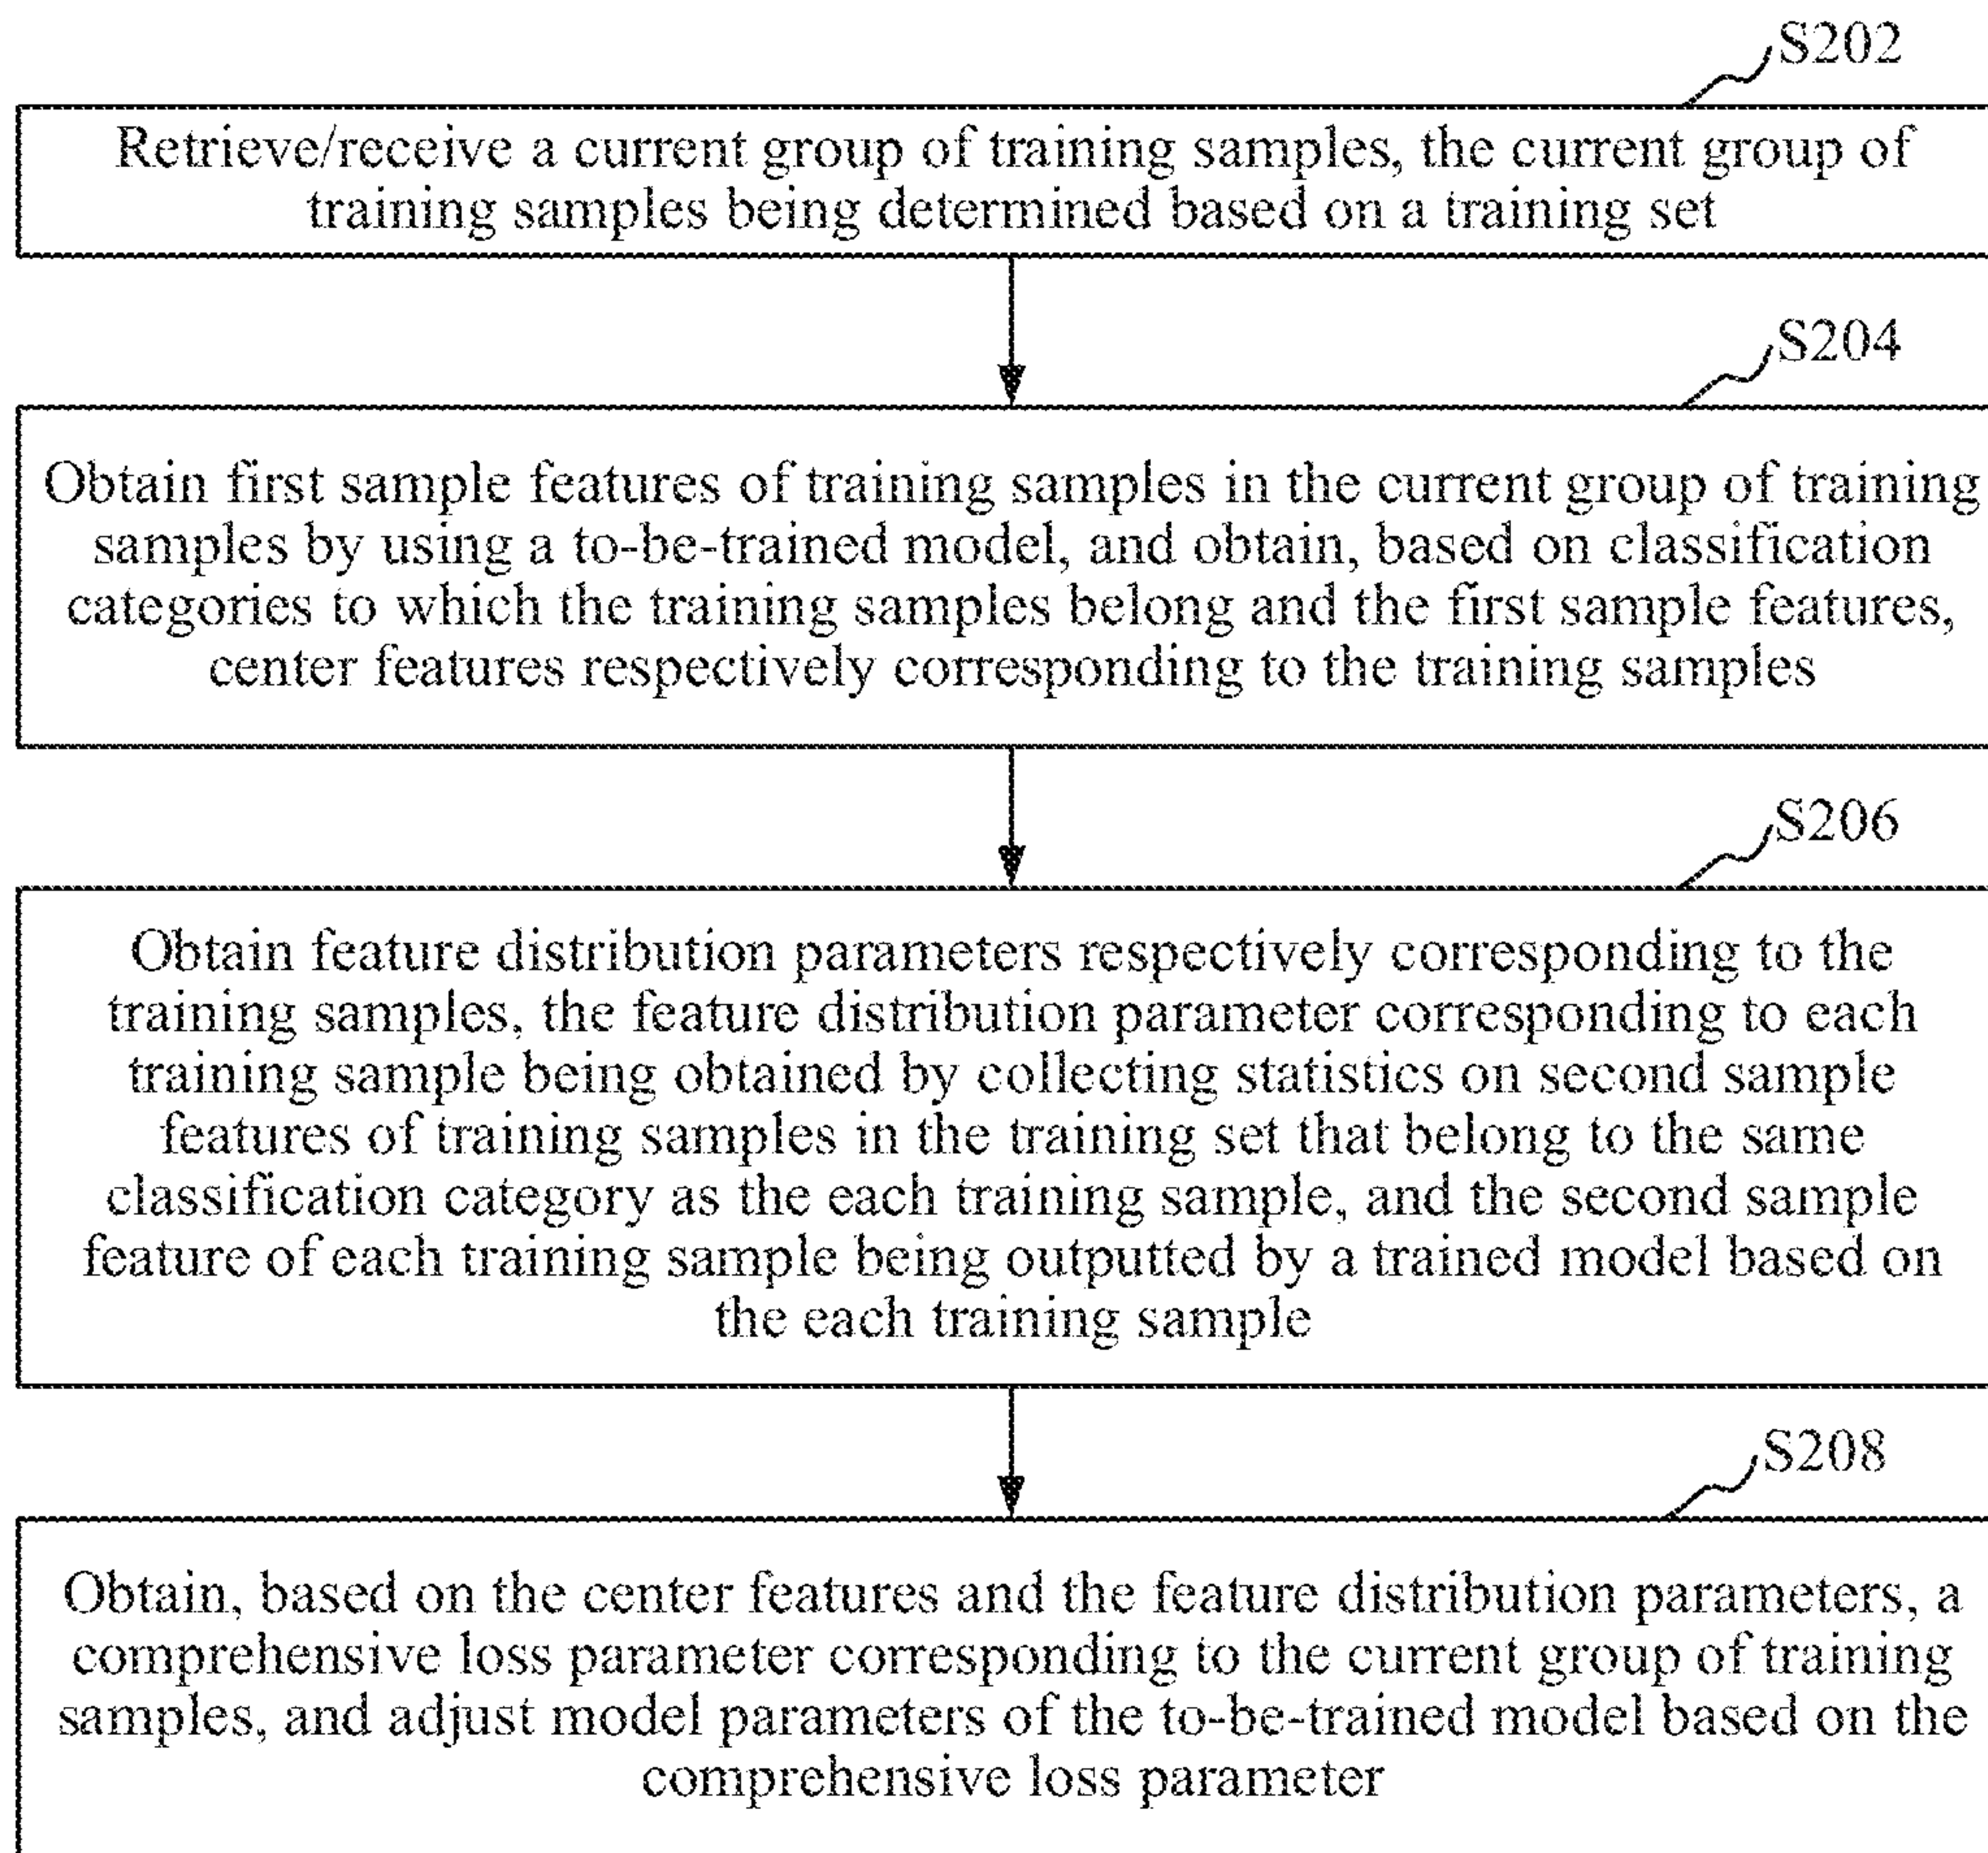 S202
Retrieve/receive a current group of training samples, the current group of
training samples being determined based on a training set
S204
Obtain first sample features of training samples in the current group of training
samples by using a to-be-trained model, and obtain, based on classification
categories to which the training samples belong and the first sample features,
center features respectively corresponding to the training samples
S206
Obtain feature distribution parameters respectively corresponding to the
training samples, the feature distribution parameter corresponding to each
training sample being obtained by collecting statistics on second sample
features of training samples in the training set that belong to the same
classification category as the each training sample, and the second sample
feature of each training sample being outputted by a trained model based on
the each training sample
S208
Obtain, based on the center features and the feature distribution parameters, a
comprehensive loss parameter corresponding to the current group of training
samples, and adjust model parameters of the to-be-trained model based on the
comprehensive loss parameter